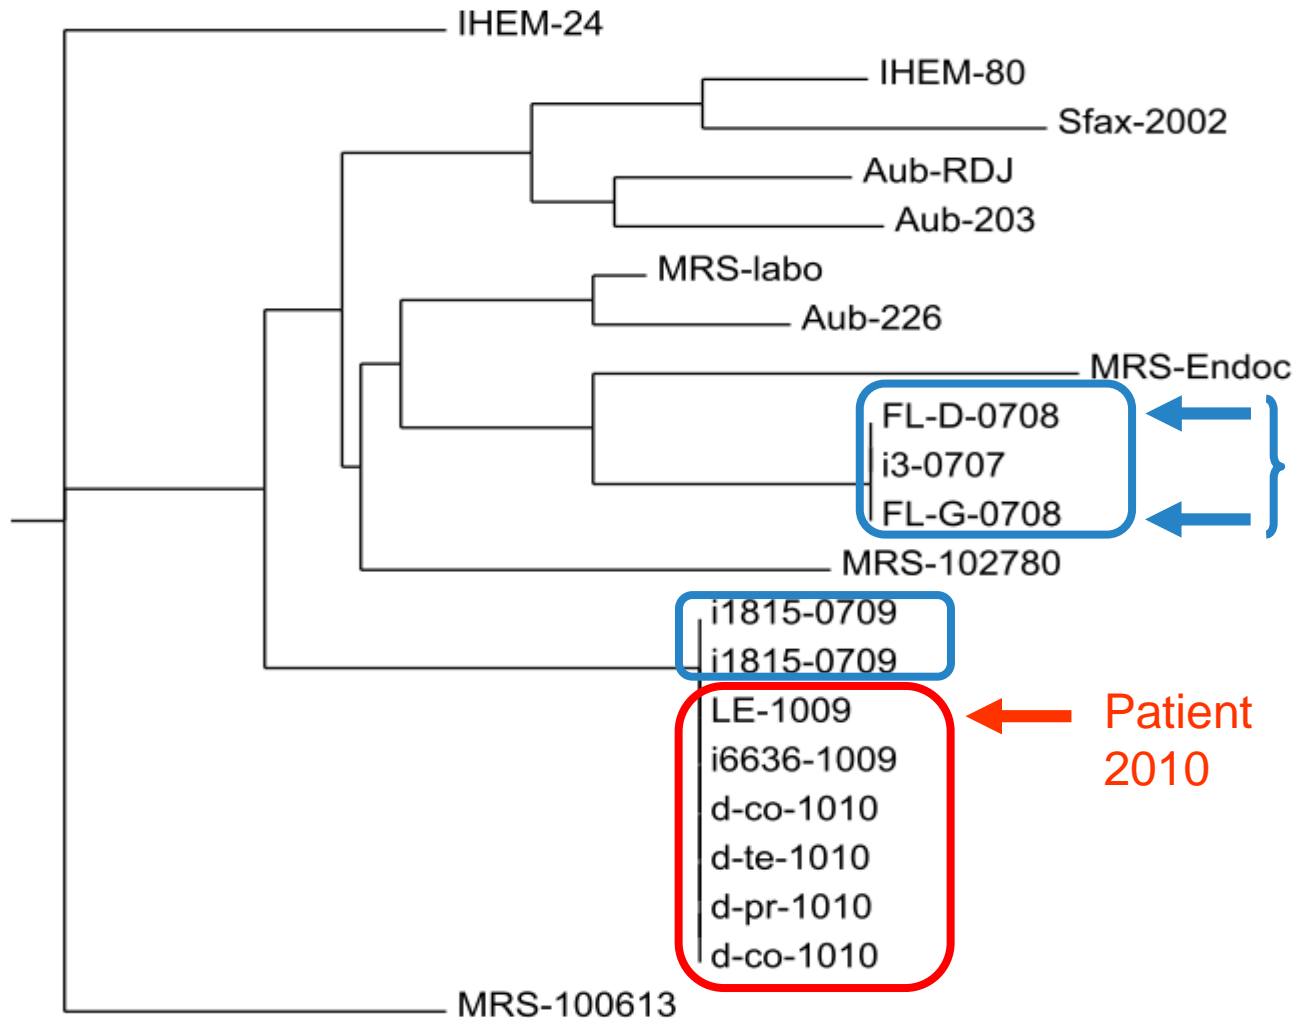 IHEM-24
IHEM-80
Sfax-2002
Aub-RDJ
Aub-203
MRS-labo
Aub-226
MRS-Endoc
FL-D-0708
i3-0707
FL-G-0708
MRS-102780
i1815-0709
i1815-0709
LE-1009
Patient
2010
i6636-1009
d-co-1010
d-te-1010
d-pr-1010
d-co-1010
MRS-100613